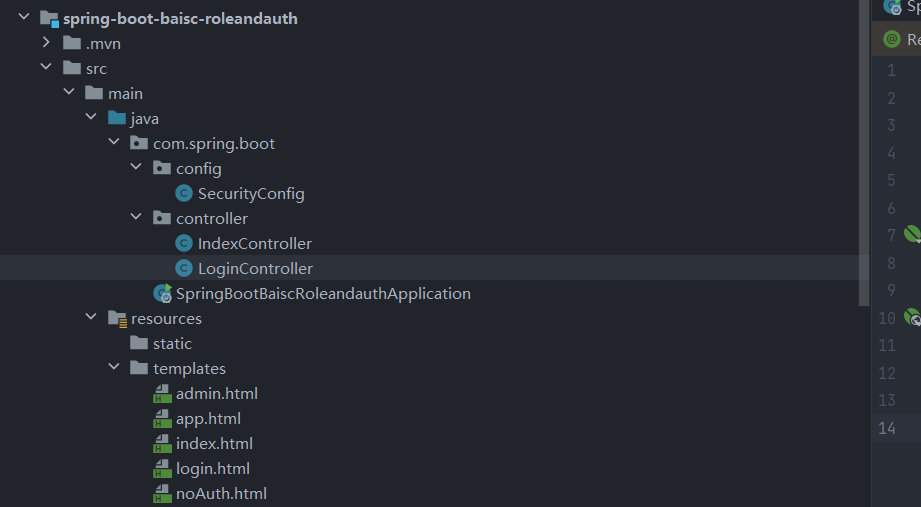 spring-boot-baisc-roleandauth
.mvn
src
main
java
com.spring.boot
config
SecurityConfig
controller
IndexController
LoginController
SpringBootBaiscRoleandauthApplication
resources
static
templates
admin.html
app.html
index.html
login.html
noAuth.html
Sp
Re
1
2
3
4
5
6
7
8
9
10
11
12
13
14